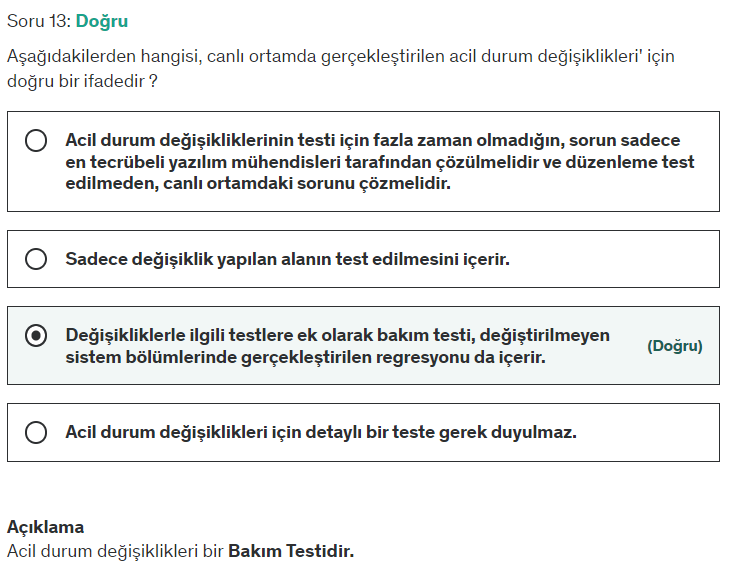 Soru 13: Doğru
Aşağıdakilerden hangisi, canlı ortamda gerçekleştirilen acil durum değişiklikleri' için
doğru bir ifadedir ?
Acil durum değişikliklerinin testi için fazla zaman olmadığın, sorun sadece
en tecrübeli yazılım mühendisleri tarafından çözülmelidir ve düzenleme test
edilmeden, canlı ortamdaki sorunu çözmelidir.
Sadece değişiklik yapılan alanın test edilmesini içerir.
Değişikliklerle ilgili testlere ek olarak bakım testi, değiştirilmeyen
sistem bölümlerinde gerçekleştirilen regresyonu da içerir.
(Doğru)
Acil durum değişiklikleri için detaylı bir teste gerek duyulmaz.
Açıklama
Acil durum değişiklikleri bir Bakım Testidir.